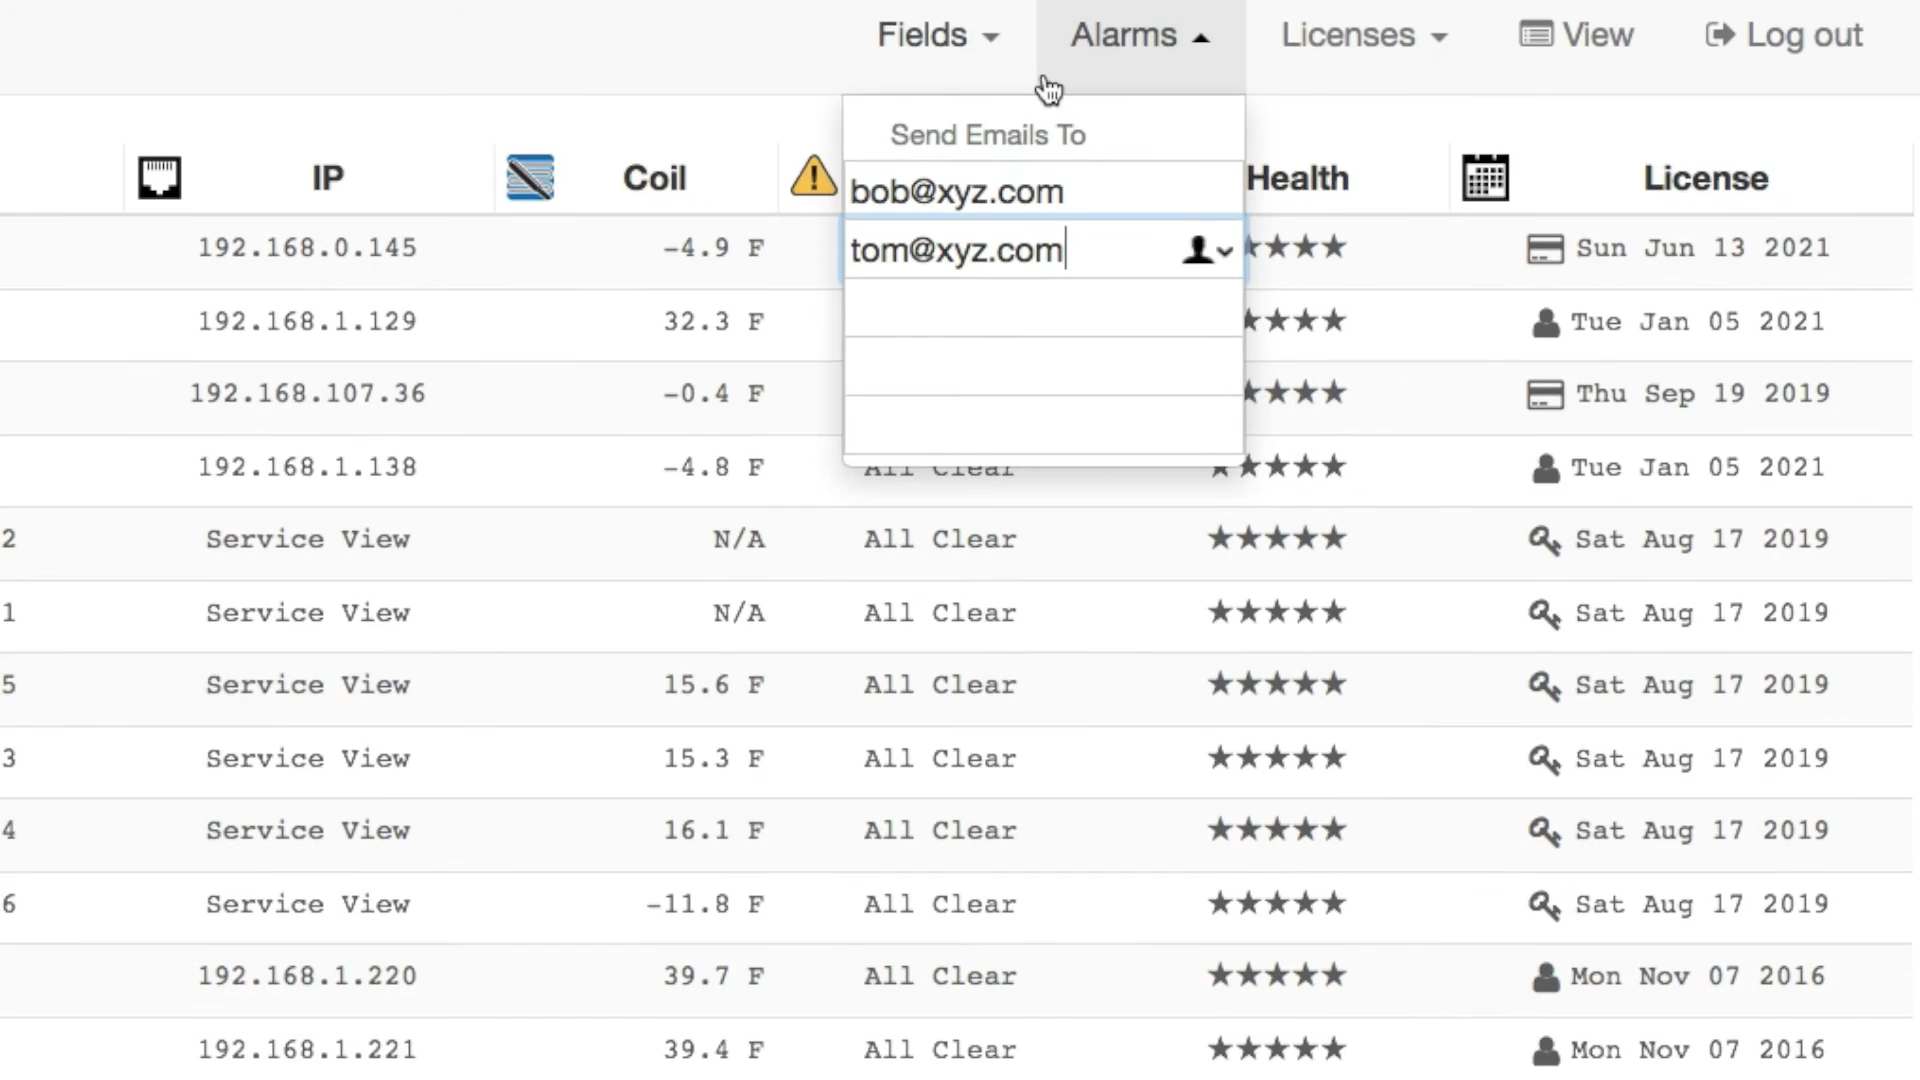 Fields Alarms Licenses View Log out
Send Emails To
IP Coil Health License
bob@xyz.com
192.168.0.145 -4.9 F tom@xyz.com ★★★★ Sun Jun 13 2021
192.168.1.129 32.3 F ★★★★ Tue Jan 05 2021
192.168.107.36 -0.4 F ★★★★ Thu Sep 19 2019
192.168.1.138 -4.8 F All Clear ★★★★★ Tue Jan 05 2021
2 Service View N/A All Clear ★★★★★ Sat Aug 17 2019
1 Service View N/A All Clear ★★★★★ Sat Aug 17 2019
5 Service View 15.6 F All Clear ★★★★★ Sat Aug 17 2019
3 Service View 15.3 F All Clear ★★★★★ Sat Aug 17 2019
4 Service View 16.1 F All Clear ★★★★★ Sat Aug 17 2019
6 Service View -11.8 F All Clear ★★★★★ Sat Aug 17 2019
192.168.1.220 39.7 F All Clear ★★★★★ Mon Nov 07 2016
192.168.1.221 39.4 F All Clear ★★★★★ Mon Nov 07 2016